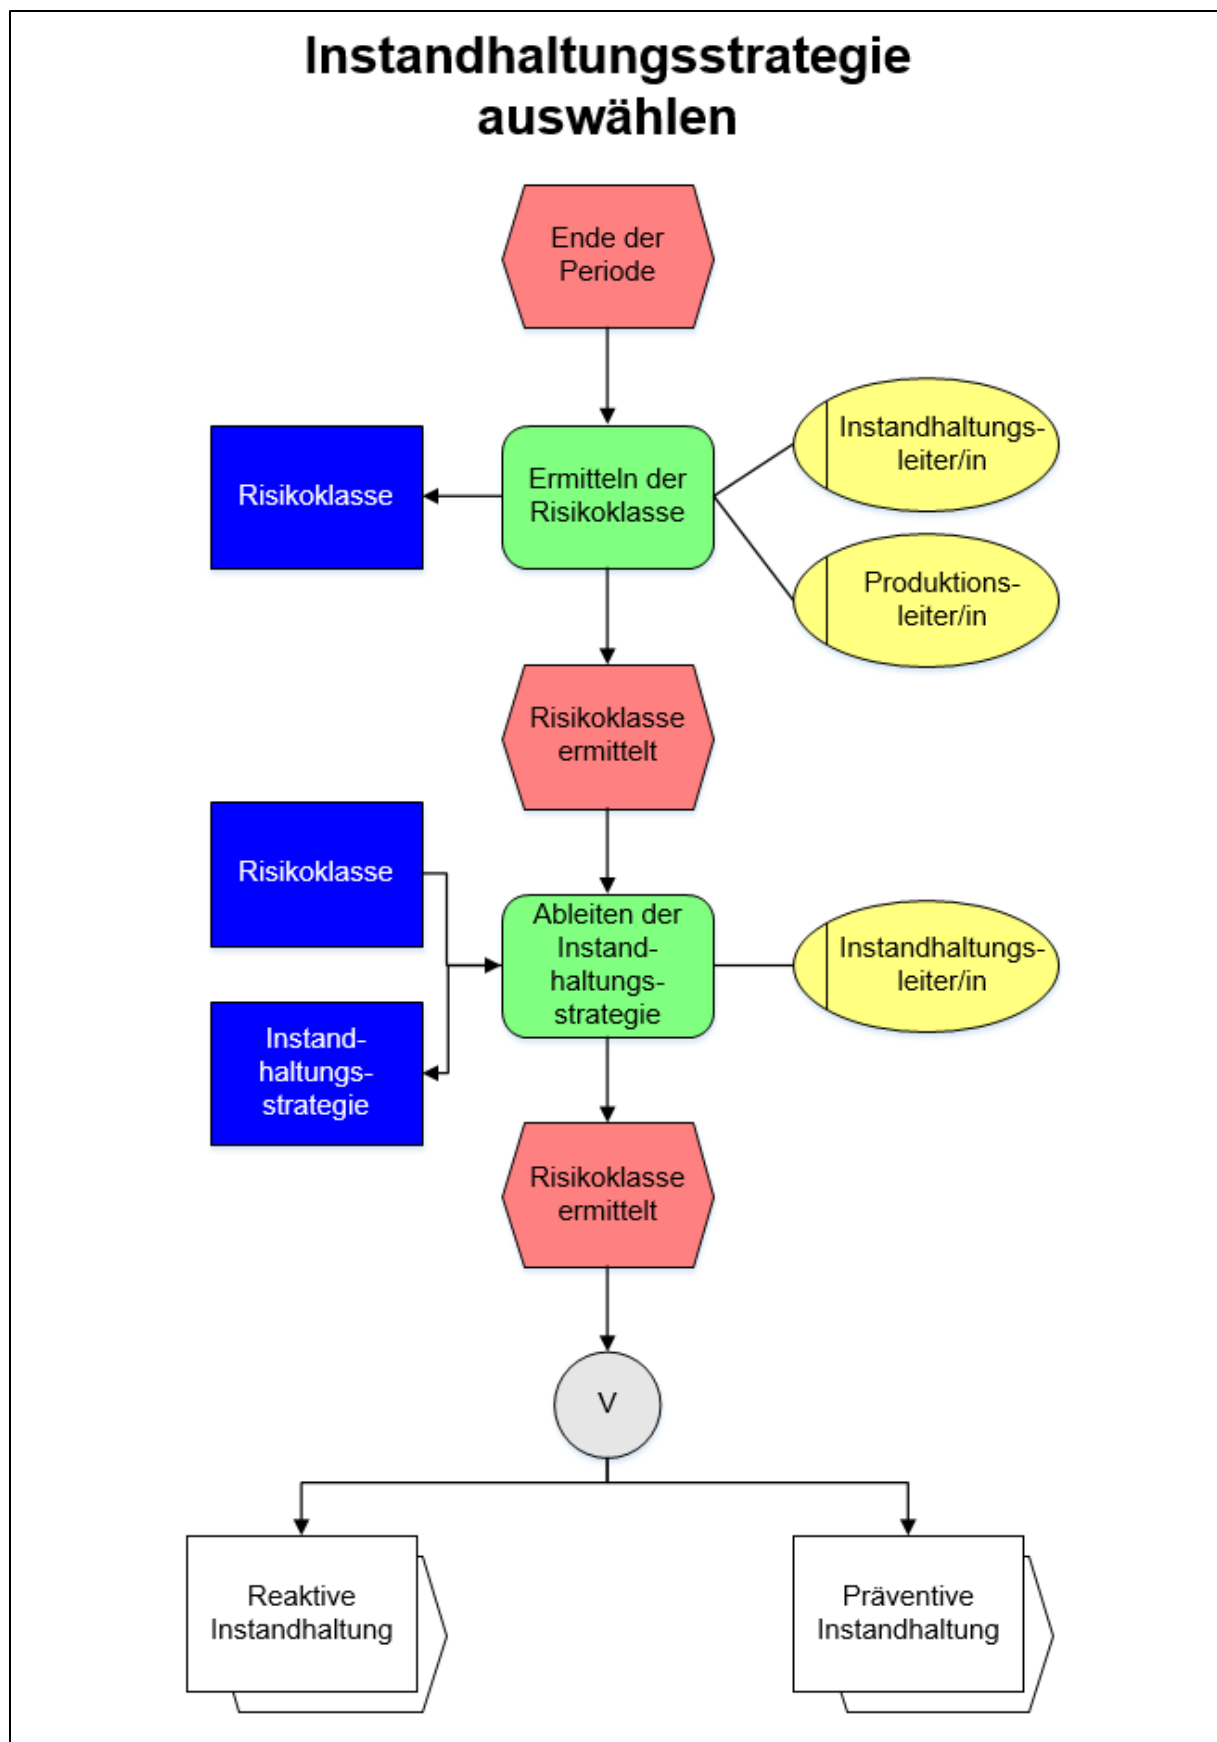 Instandhaltungsstrategie
auswählen
Ende der
Periode
Risikoklasse
Ermitteln der
Risikoklasse
Instandhaltungs-
leiter/in
Produktions-
leiter/in
Risikoklasse
ermittelt
Risikoklasse
Instand-
haltungs-
strategie
Ableiten der
Instand-
haltungs-
strategie
Instandhaltungs-
leiter/in
Risikoklasse
ermittelt
V
Reaktive
Instandhaltung
Präventive
Instandhaltung